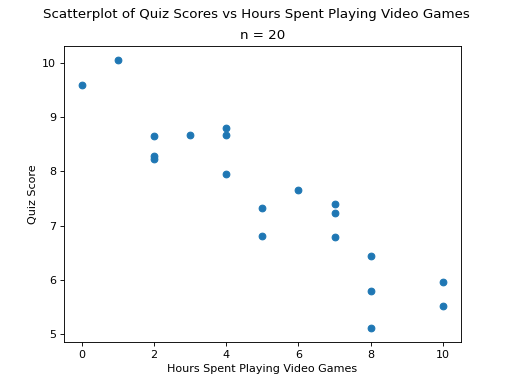 Scatterplot of Quiz Scores vs Hours Spent Playing Video Games
n = 20
10
9
8
7
6
5
Quiz Score
0 2 4 6 8 10
Hours Spent Playing Video Games